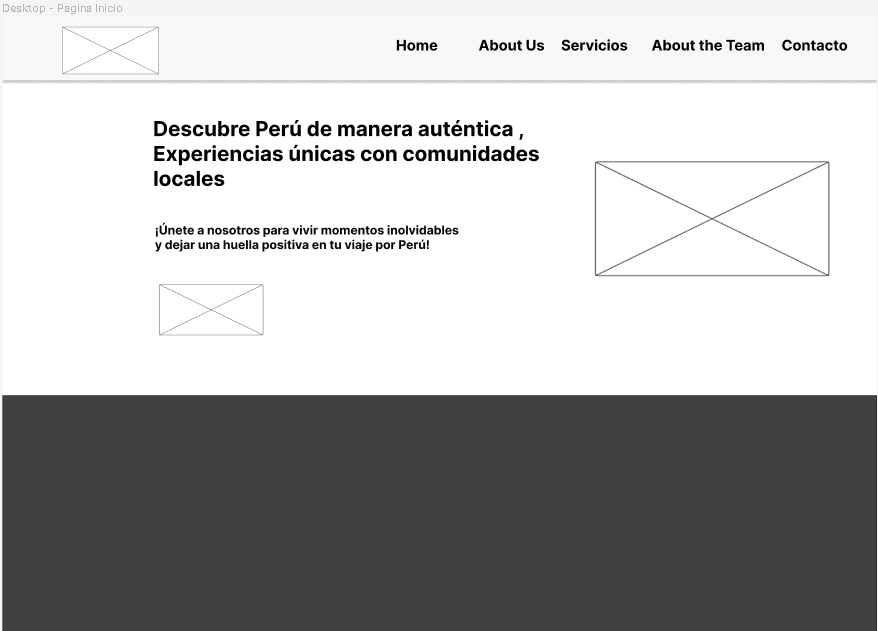 Desktop - Pagina Inicio
Home About Us Servicios About the Team Contacto
Descubre Perú de manera auténtica ,
Experiencias únicas con comunidades
locales
¡Únete a nosotros para vivir momentos inolvidables
y dejar una huella positiva en tu viaje por Perú!